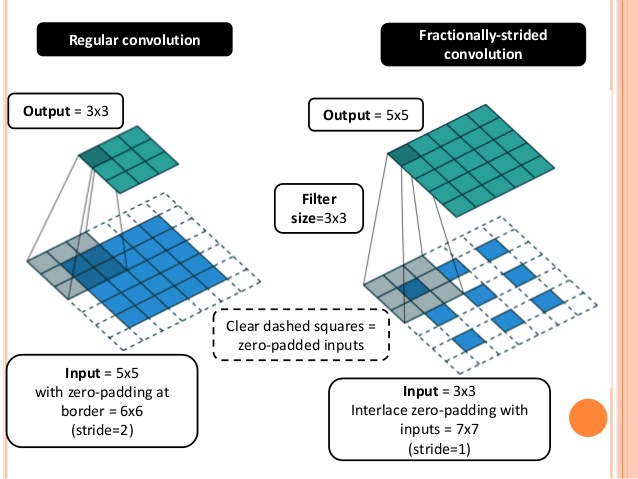 Regular convolution
Fractionally-strided
convolution
Output = 3x3
Output = 5x5
Filter
size=3x3
Clear dashed squares =
zero-padded inputs
Input = 5x5
with zero-padding at
border = 6x6
(stride=2)
Input = 3x3
Interlace zero-padding with
inputs = 7x7
(stride=1)